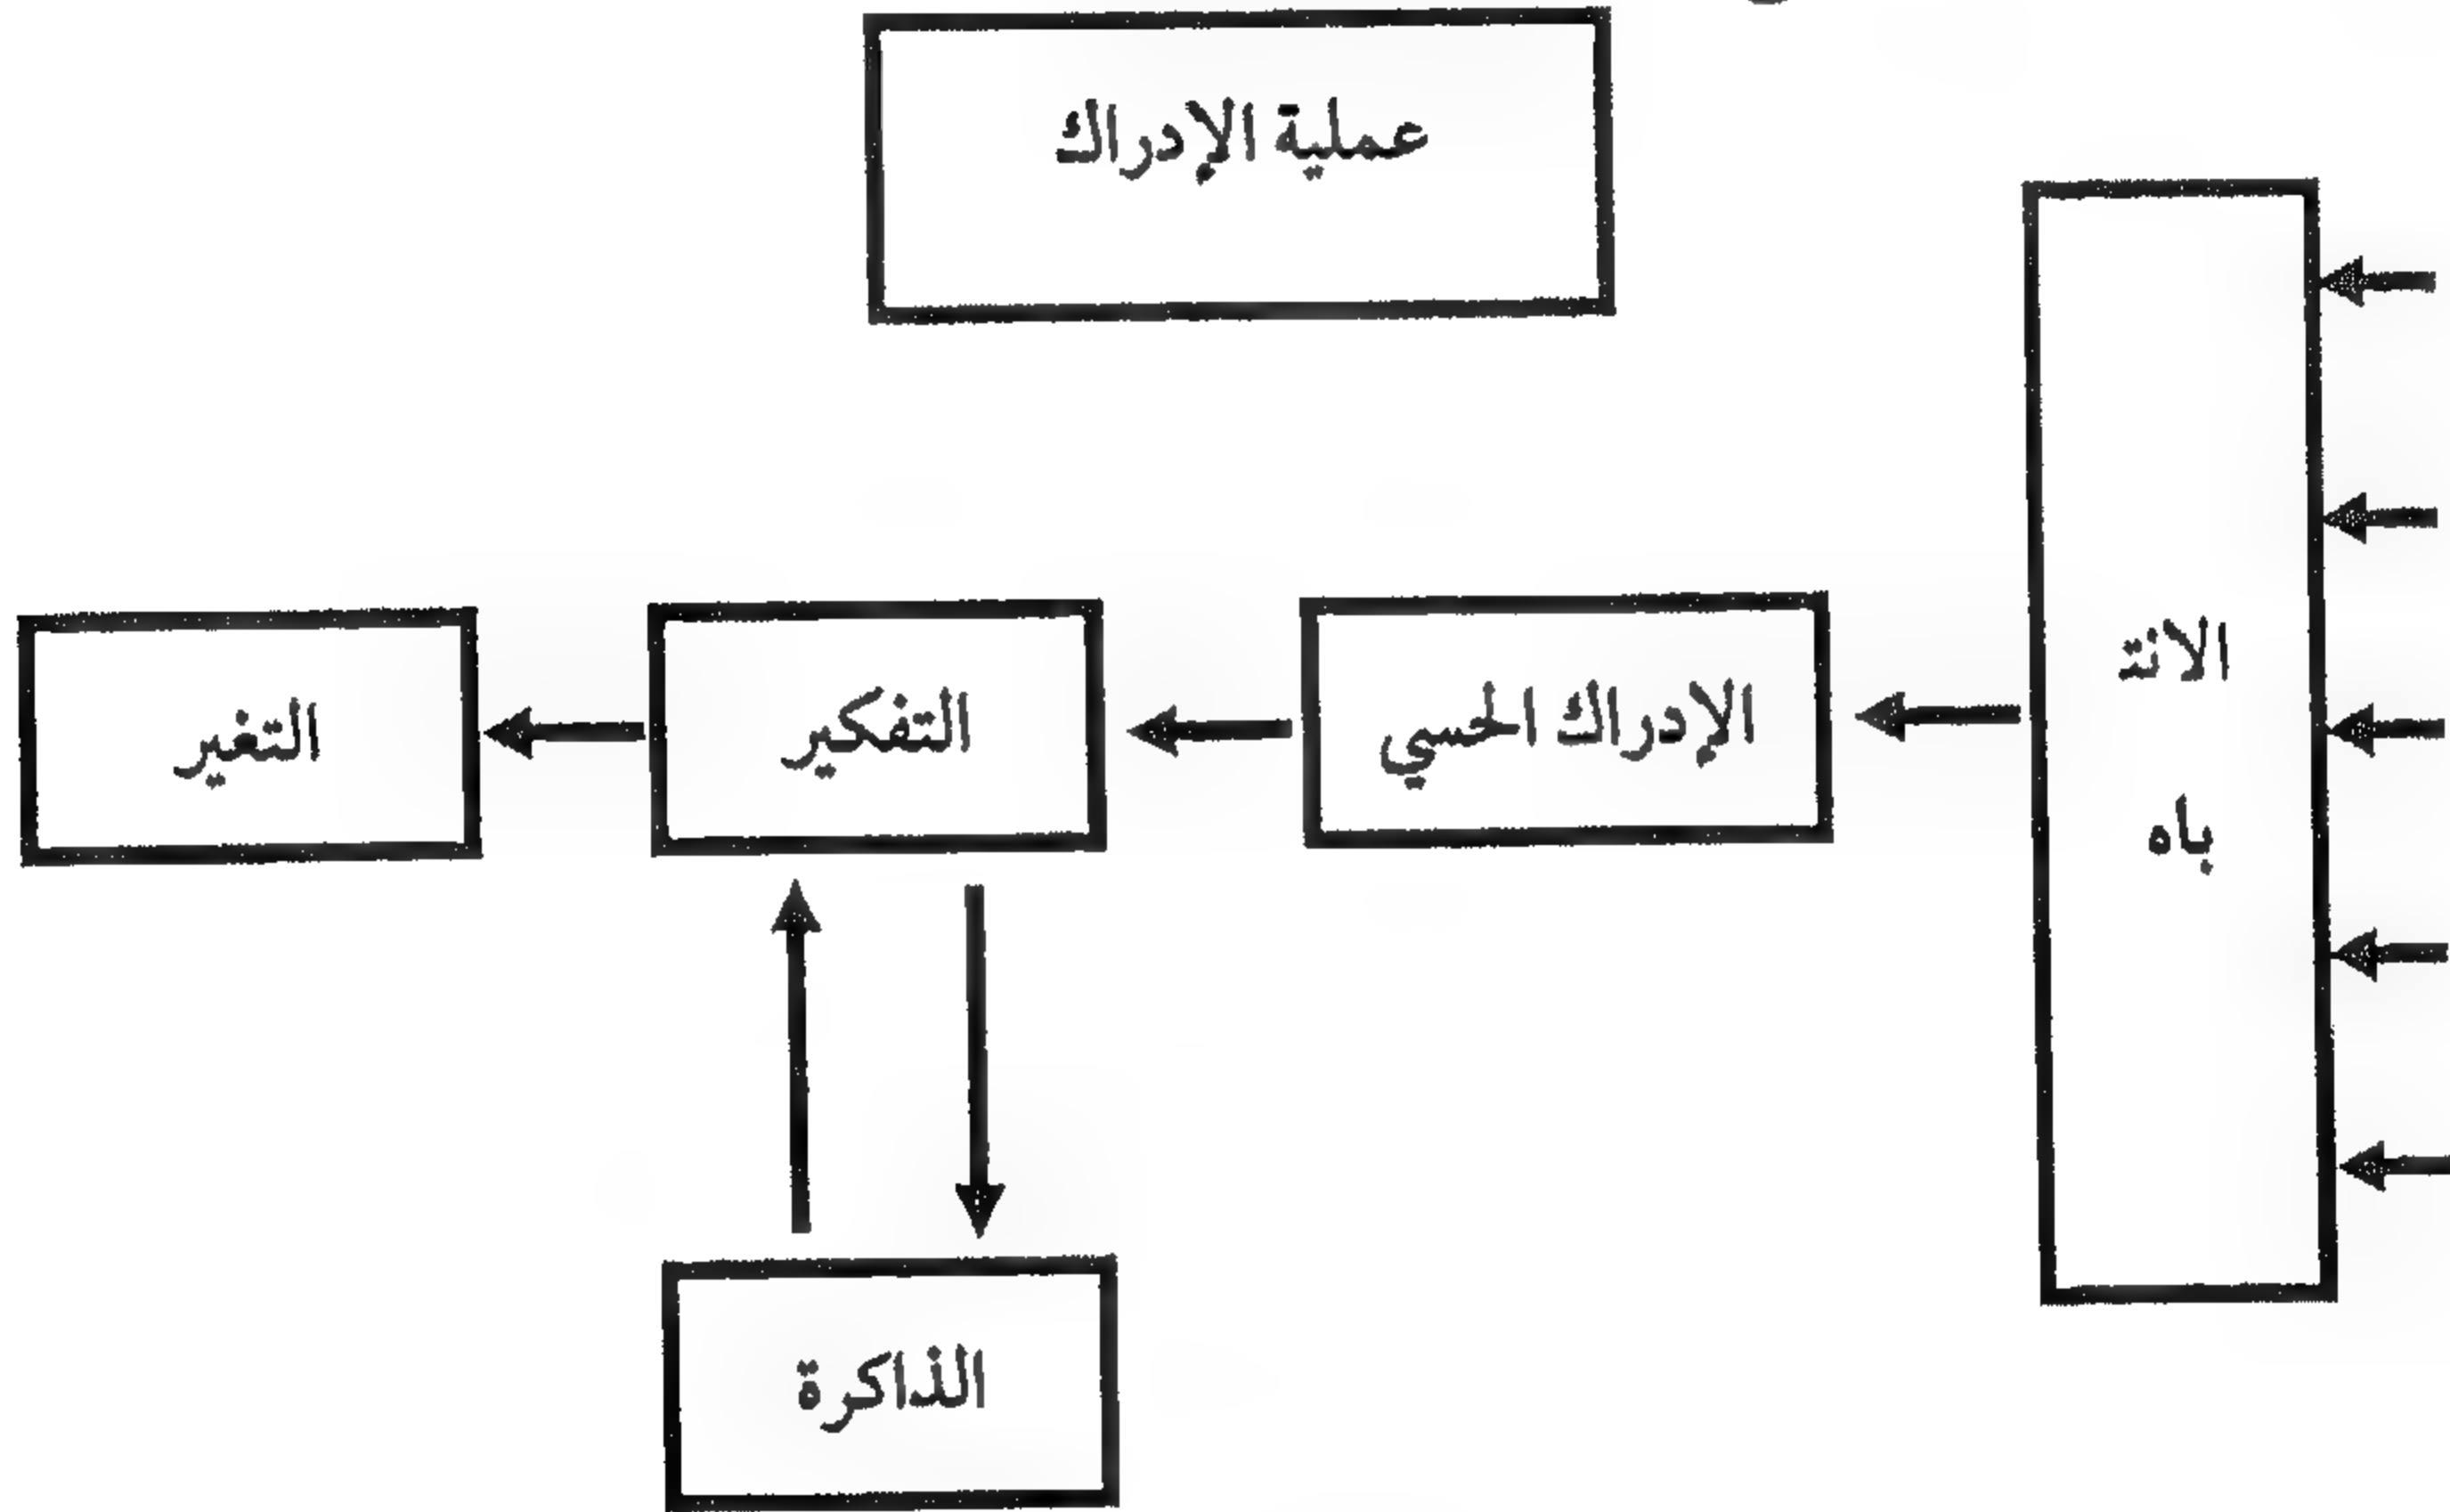 عملية الإدراك
الانت
باه
الإدراك الحسي
التفكير
التغير
الذاكرة